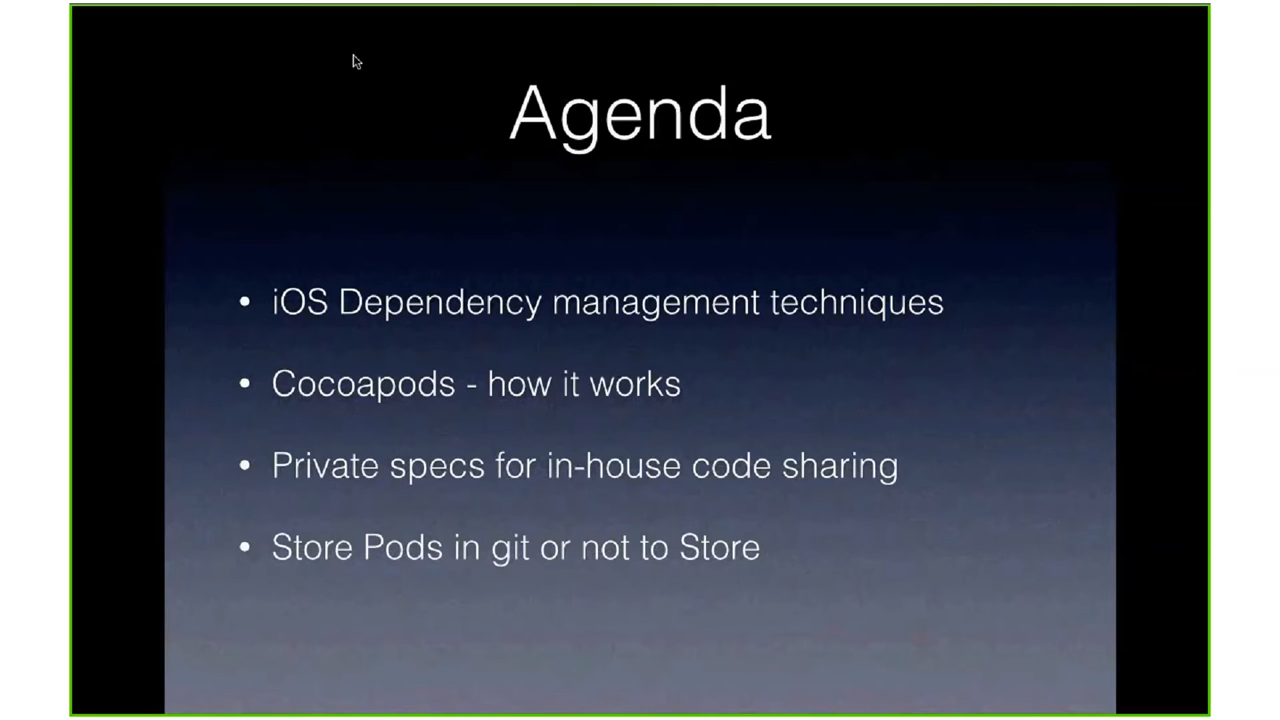 Agenda
• iOS Dependency management techniques
• Cocoapods - how it works
• Private specs for in-house code sharing
• Store Pods in git or not to Store